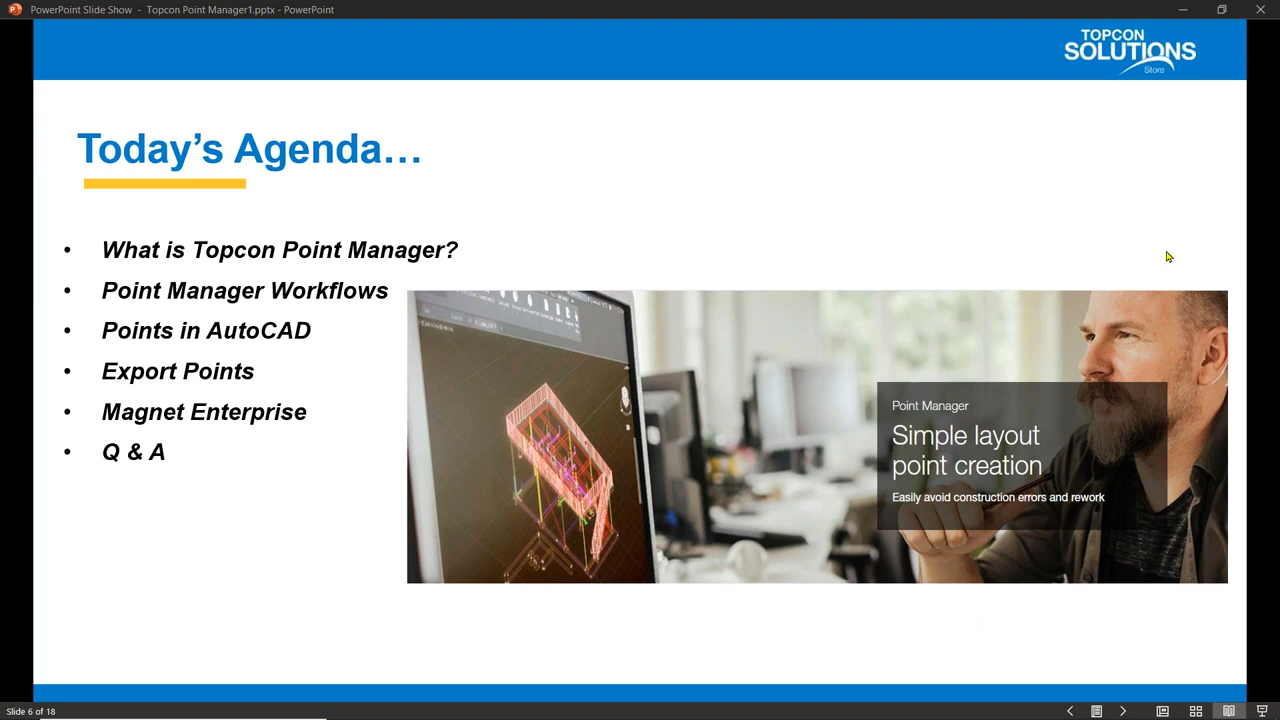 PowerPoint Slide Show - Topcon Point Manager1.pptx - PowerPoint
TOPCON
SOLUTIONS
Store
Today’s Agenda…
• What is Topcon Point Manager?
• Point Manager Workflows
• Points in AutoCAD
• Export Points
• Magnet Enterprise
• Q & A
Point Manager
Simple layout
point creation
Easily avoid construction errors and rework
Slide 6 of 18